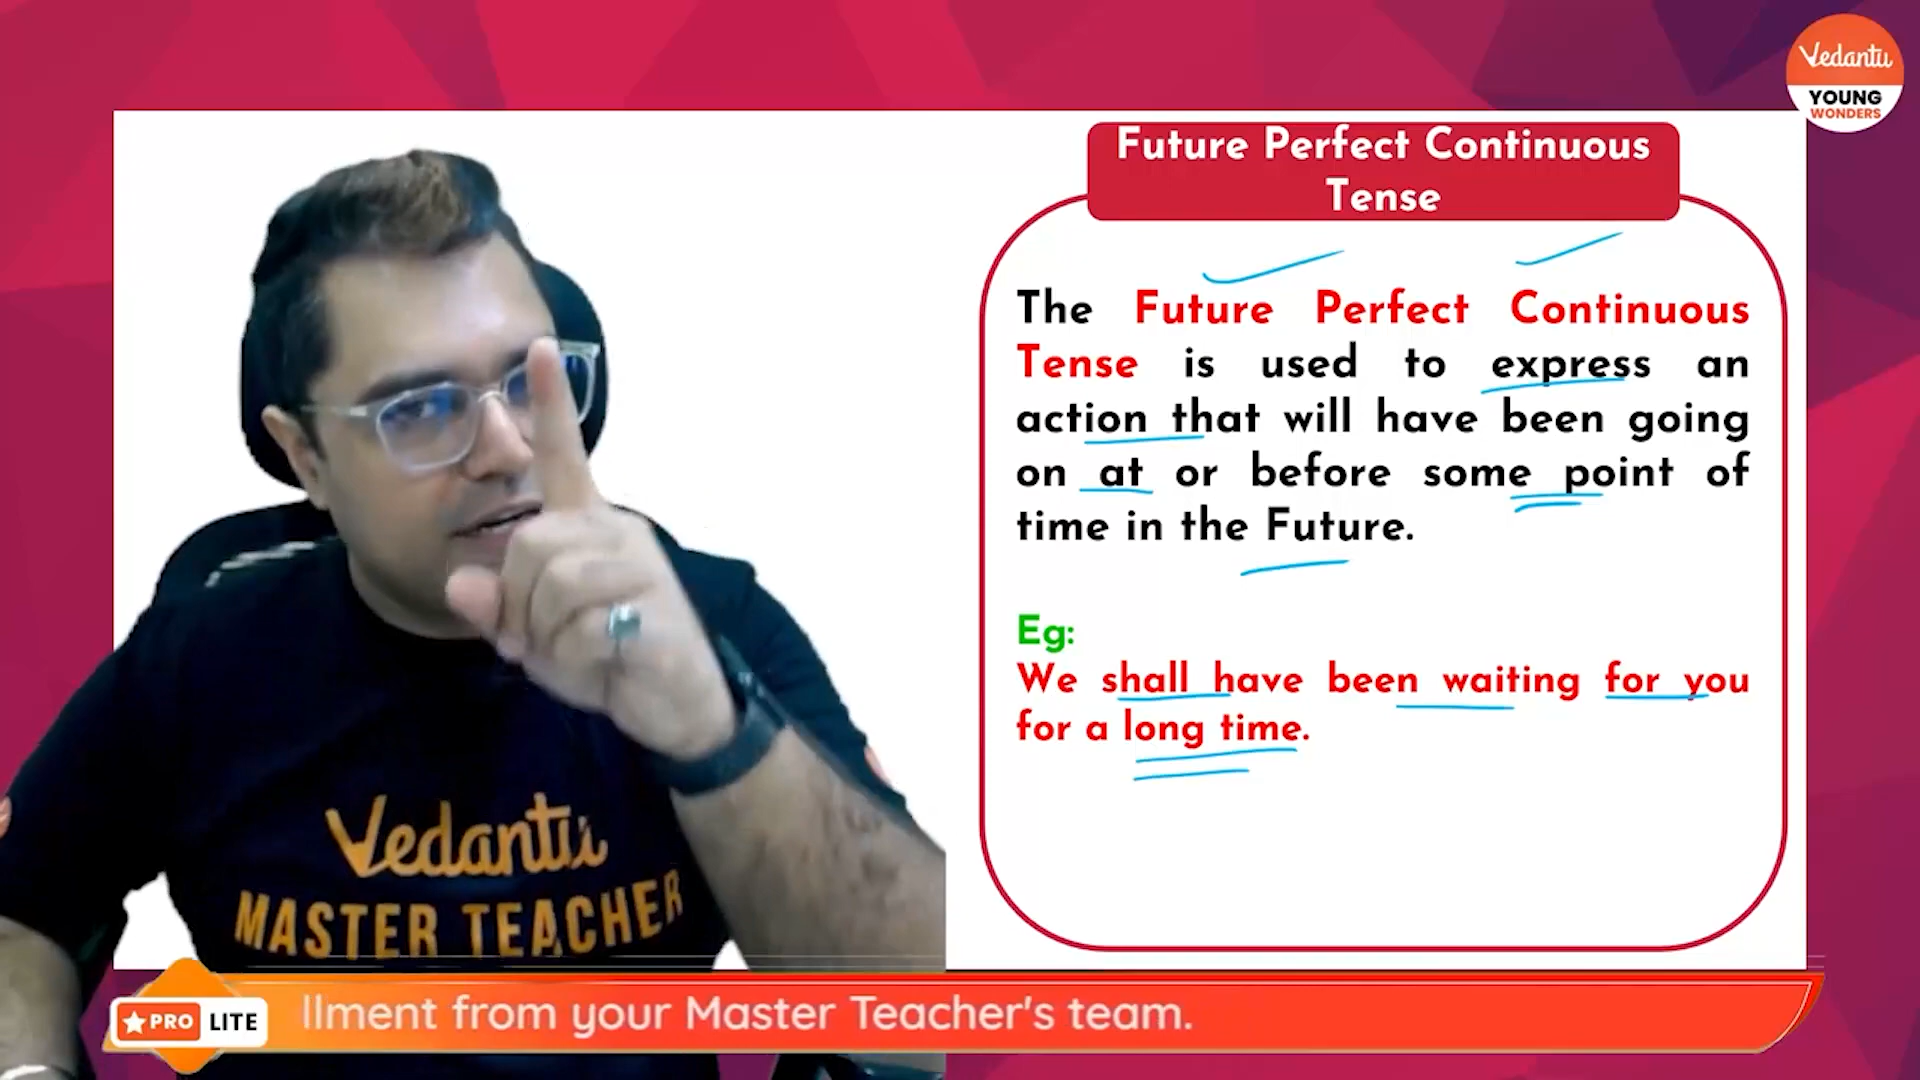 Vedantu
YOUNG
WONDERS
Future Perfect Continuous
Tense
The Future Perfect Continuous
Tense is used to express an
action that will have been going
on at or before some point of
time in the Future.
Eg:
We shall have been waiting for you
for a long time.
Vedantu
MASTER TEACHER
PRO LITE
llment from your Master Teacher's team.